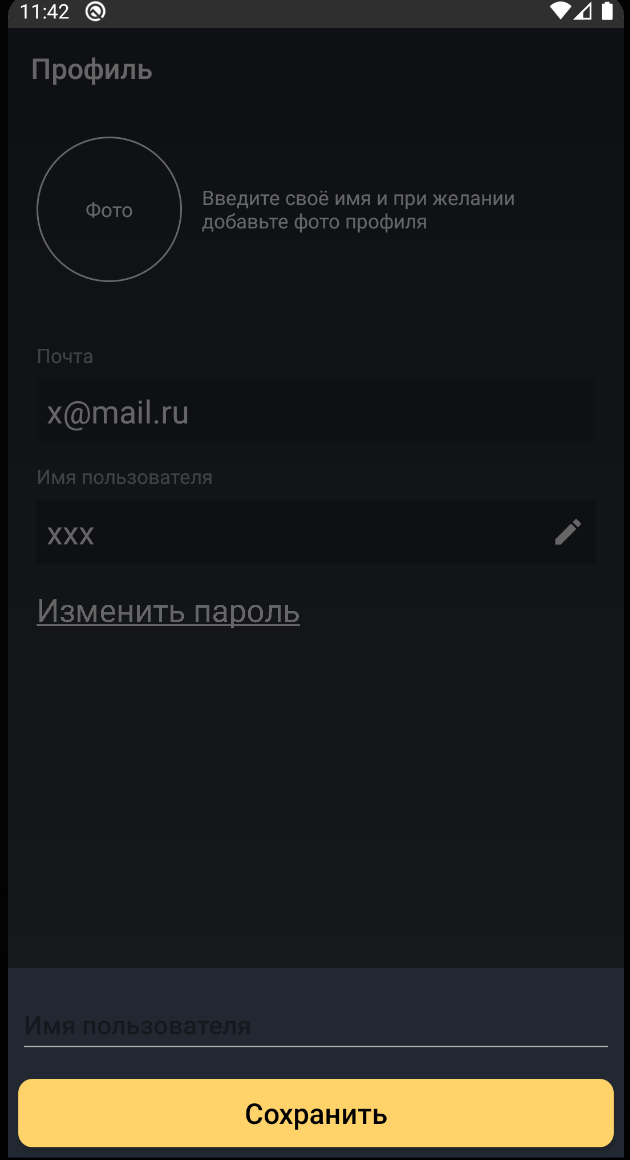 11:42
Профиль
Фото
Введите своё имя и при желании
добавьте фото профиля
Почта
x@mail.ru
Имя пользователя
xxx
Изменить пароль
Имя пользователя
Сохранить